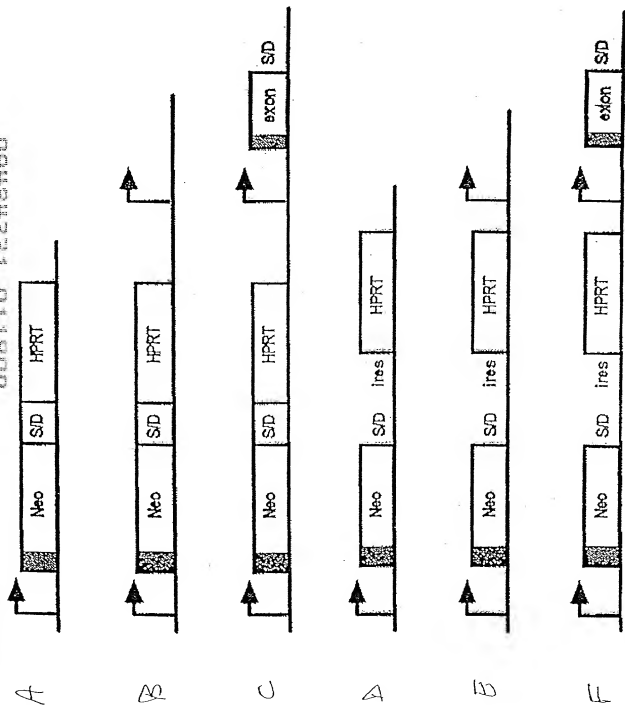 A Neo S/D HPRT
B Neo S/D HPRT
C Neo S/D HPRT exon S/D
D Neo S/D ires HPRT
E Neo S/D ires HPRT
F Neo S/D ires HPRT exon S/D